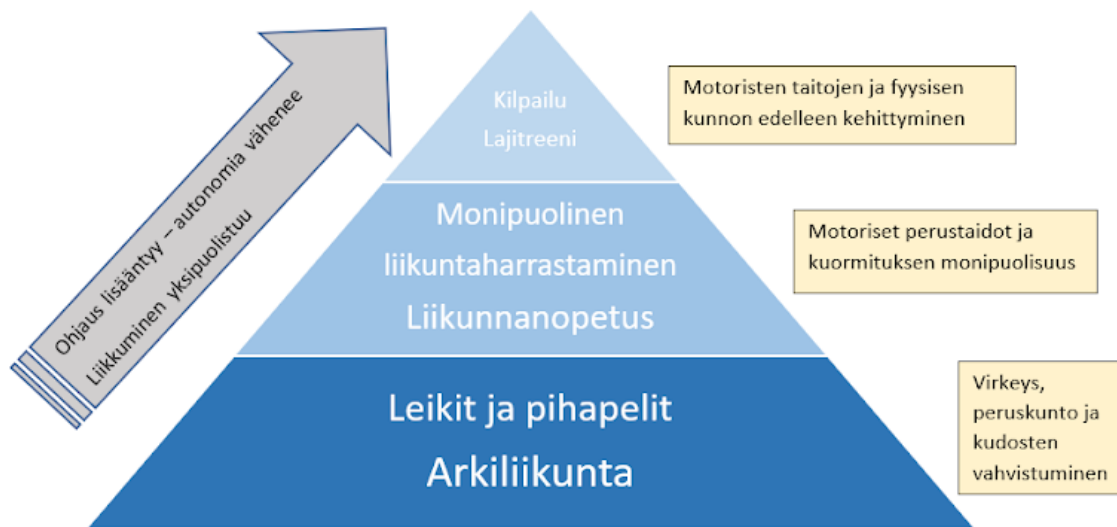 Ohjaus lisääntyy – autonomia vähenee
Liikkuminen yksipuolistuu
Kilpailu
Lajitreeni
Motoristen taitojen ja fyysisen
kunnon edelleen kehittyminen
Monipuolinen
liikuntaharrastaminen
Liikunnanopetus
Motoriset perustaidot ja
kuormituksen monipuolisuus
Leikit ja pihapelit
Arkiliikunta
Virkeys,
peruskunto ja
kudosten
vahvistuminen